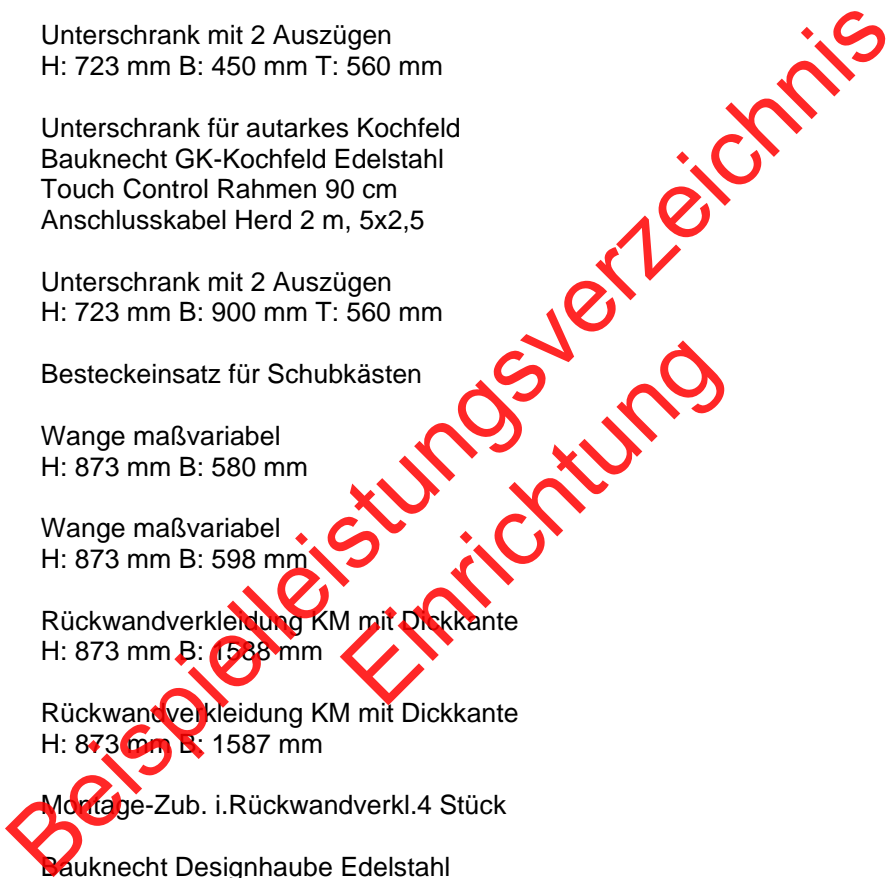 Unterschrank mit 2 Auszügen
H: 723 mm B: 450 mm T: 560 mm
Unterschrank für autarkes Kochfeld
Bauknecht GK-Kochfeld Edelstahl
Touch Control Rahmen 90 cm
Anschlusskabel Herd 2 m, 5x2,5
Unterschrank mit 2 Auszügen
H: 723 mm B: 900 mm T: 560 mm
Besteckeinsatz für Schubkästen
Wange maßvariabel
H: 873 mm B: 580 mm
Wange maßvariabel
H: 873 mm B: 598 mm
Rückwandverkleidung KM mit Dickkante
H: 873 mm B: 1588 mm
Rückwandverkleidung KM mit Dickkante
H: 873 mm B: 1587 mm
Montage-Zub. i.Rückwandverkl.4 Stück
Bauknecht Designhaube Edelstahl
Beispielleistungsverzeichnis
Einrichtung